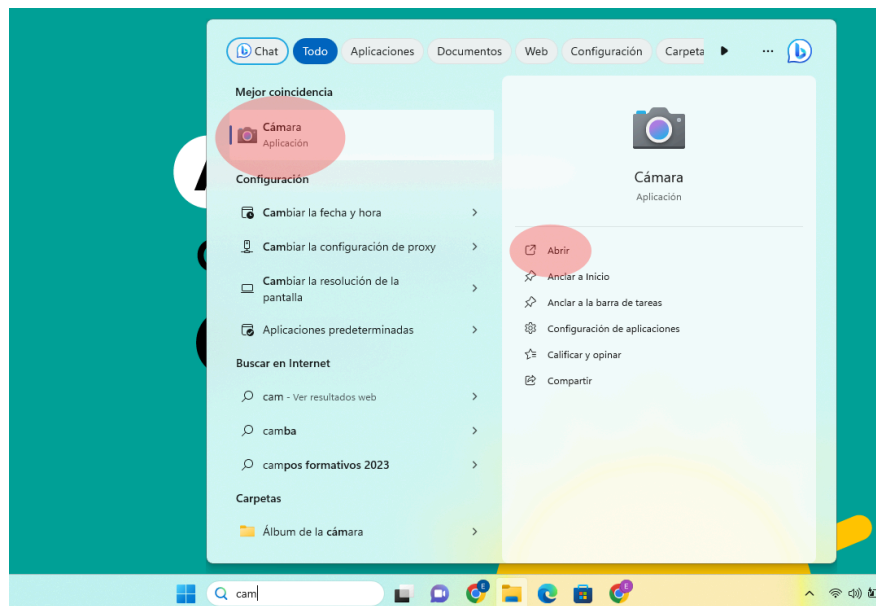 Chat Todo Aplicaciones Documentos Web Configuración Carpeta
Mejor coincidencia
Cámara
Aplicación
Configuración
Cambiar la fecha y hora
Cambiar la configuración de proxy
Cambiar la resolución de la
pantalla
Aplicaciones predeterminadas
Buscar en Internet
cam - Ver resultados web
camba
campos formativos 2023
Carpetas
Álbum de la cámara
Cámara
Aplicación
Abrir
Anclar a Inicio
Anclar a la barra de tareas
Configuración de aplicaciones
Calificar y opinar
Compartir
cam
E
E